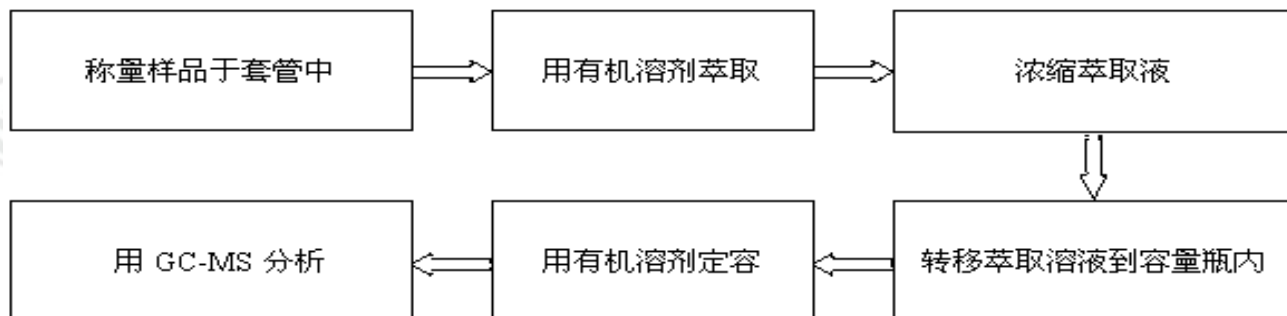 称量样品于套管中
用有机溶剂萃取
浓缩萃取液
转移萃取溶液到容量瓶内
用有机溶剂定容
用 GC-MS 分析